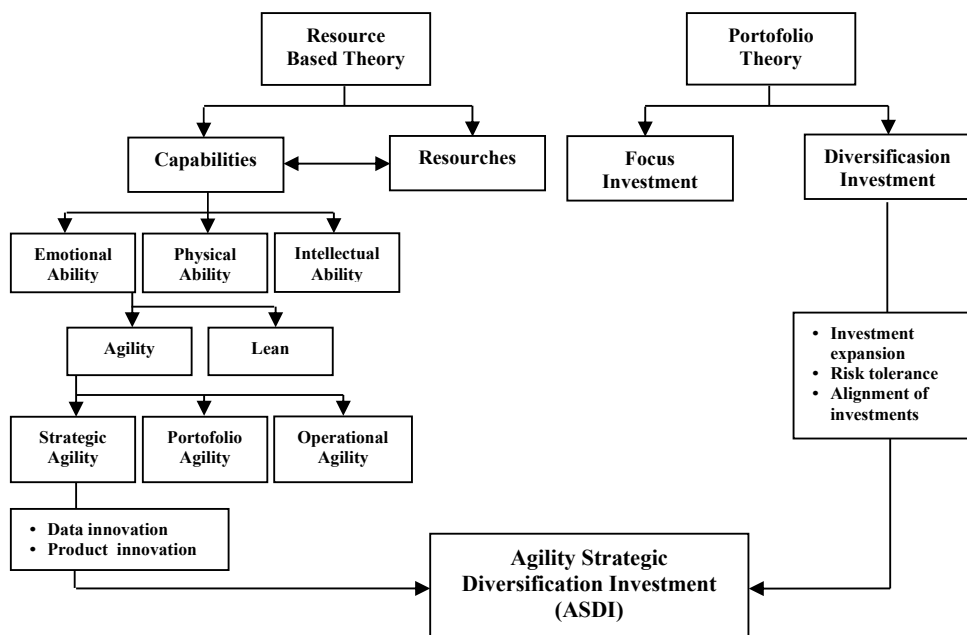 Resource
Based Theory
Portofolio
Theory
Capabilities
Resourches
Focus
Investment
Diversificasion
Investment
Emotional
Ability
Physical
Ability
Intellectual
Ability
Agility
Lean
• Investment
expansion
• Risk tolerance
• Alignment of
investments
Strategic
Agility
Portofolio
Agility
Operational
Agility
• Data innovation
• Product innovation
Agility Strategic
Diversification Investment
(ASDI)